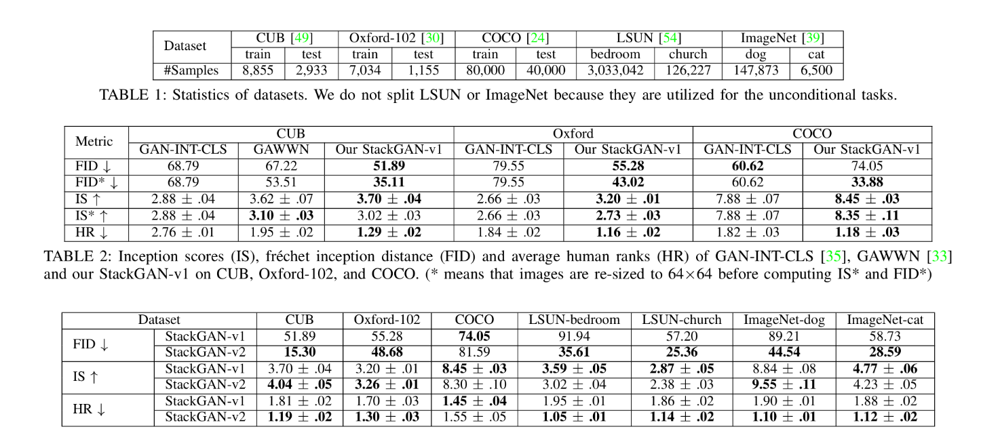 Dataset CUB [49] Oxford-102 [30] COCO [24] LSUN [54] ImageNet [39]
train test train test train test bedroom church dog cat
#Samples 8,855 2,933 7,034 1,155 80,000 40,000 3,033,042 126,227 147,873 6,500
TABLE 1: Statistics of datasets. We do not split LSUN or ImageNet because they are utilized for the unconditional tasks.
Metric CUB Oxford COCO
GAN-INT-CLS GAWWN Our StackGAN-v1 GAN-INT-CLS Our StackGAN-v1 GAN-INT-CLS Our StackGAN-v1
FID ↓ 68.79 67.22 51.89 79.55 55.28 60.62 74.05
FID* ↓ 68.79 53.51 35.11 79.55 43.02 60.62 33.88
IS ↑ 2.88 ± .04 3.62 ± .07 3.70 ± .04 2.66 ± .03 3.20 ± .01 7.88 ± .07 8.45 ± .03
IS* ↑ 2.88 ± .04 3.10 ± .03 3.02 ± .03 2.66 ± .03 2.73 ± .03 7.88 ± .07 8.35 ± .11
HR ↓ 2.76 ± .01 1.95 ± .02 1.29 ± .02 1.84 ± .02 1.16 ± .02 1.82 ± .03 1.18 ± .03
TABLE 2: Inception scores (IS), fréchet inception distance (FID) and average human ranks (HR) of GAN-INT-CLS [35], GAWWN [33]
and our StackGAN-v1 on CUB, Oxford-102, and COCO. (* means that images are re-sized to 64×64 before computing IS* and FID*)
Dataset CUB Oxford-102 COCO LSUN-bedroom LSUN-church ImageNet-dog ImageNet-cat
FID ↓ StackGAN-v1 51.89 55.28 74.05 91.94 57.20 89.21 58.73
StackGAN-v2 15.30 48.68 81.59 35.61 25.36 44.54 28.59
IS ↑ StackGAN-v1 3.70 ± .04 3.20 ± .01 8.45 ± .03 3.59 ± .05 2.87 ± .05 8.84 ± .08 4.77 ± .06
StackGAN-v2 4.04 ± .05 3.26 ± .01 8.30 ± .10 3.02 ± .04 2.38 ± .03 9.55 ± .11 4.23 ± .05
HR ↓ StackGAN-v1 1.81 ± .02 1.70 ± .03 1.45 ± .04 1.95 ± .01 1.86 ± .02 1.90 ± .01 1.88 ± .02
StackGAN-v2 1.19 ± .02 1.30 ± .03 1.55 ± .05 1.05 ± .01 1.14 ± .02 1.10 ± .01 1.12 ± .02